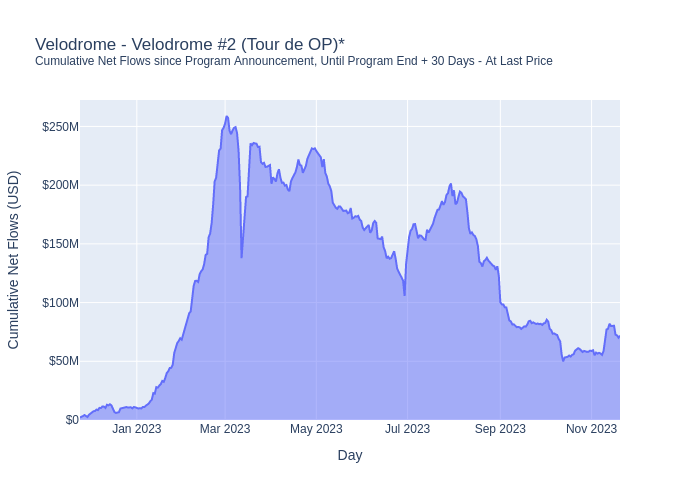 Velodrome - Velodrome #2 (Tour de OP)*
Cumulative Net Flows since Program Announcement, Until Program End + 30 Days - At Last Price
Cumulative Net Flows (USD)
$250M
$200M
$150M
$100M
$50M
$0
Jan 2023 Mar 2023 May 2023 Jul 2023 Sep 2023 Nov 2023
Day